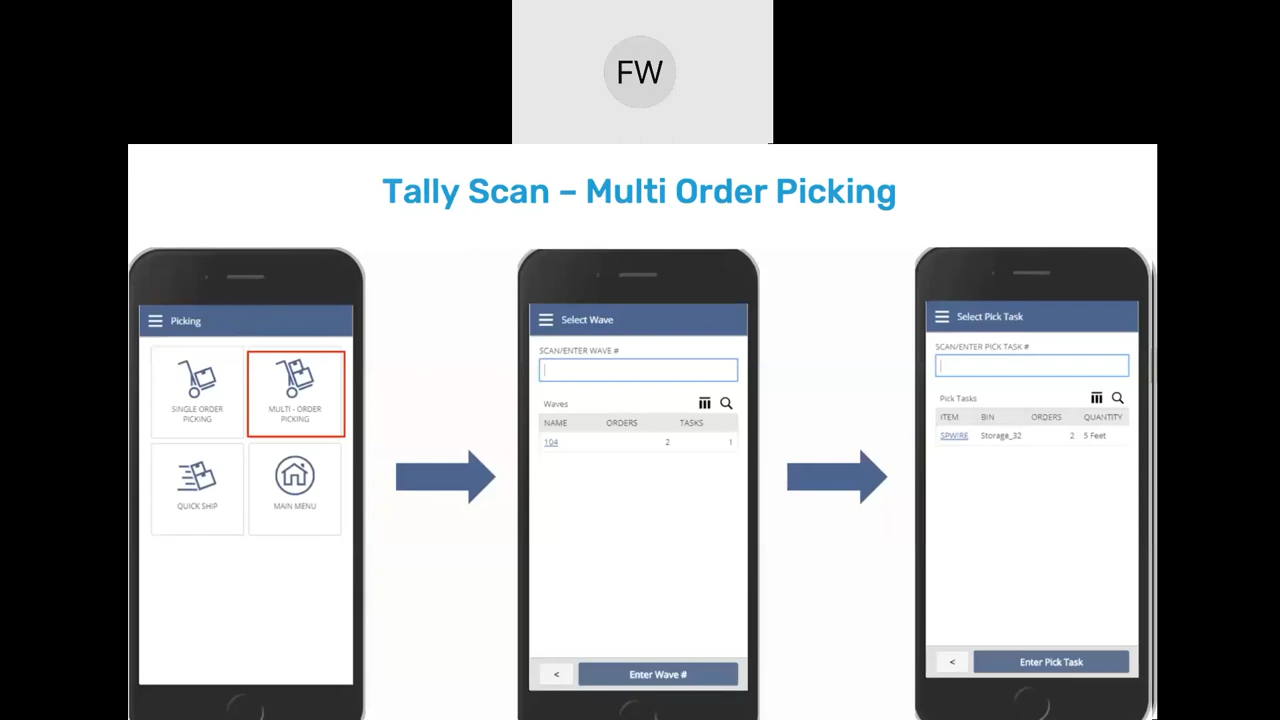 FW
Tally Scan – Multi Order Picking
Picking
SINGLE ORDER
PICKING
MULTI - ORDER
PICKING
QUICK SHIP
MAIN MENU
Select Wave
SCAN/ENTER WAVE #
Waves
NAME ORDERS TASKS
104 2 1
< Enter Wave #
Select Pick Task
SCAN/ENTER PICK TASK #
Pick Tasks
ITEM BIN ORDERS QUANTITY
SPWIRE Storage_32 2 5 Feet
< Enter Pick Task